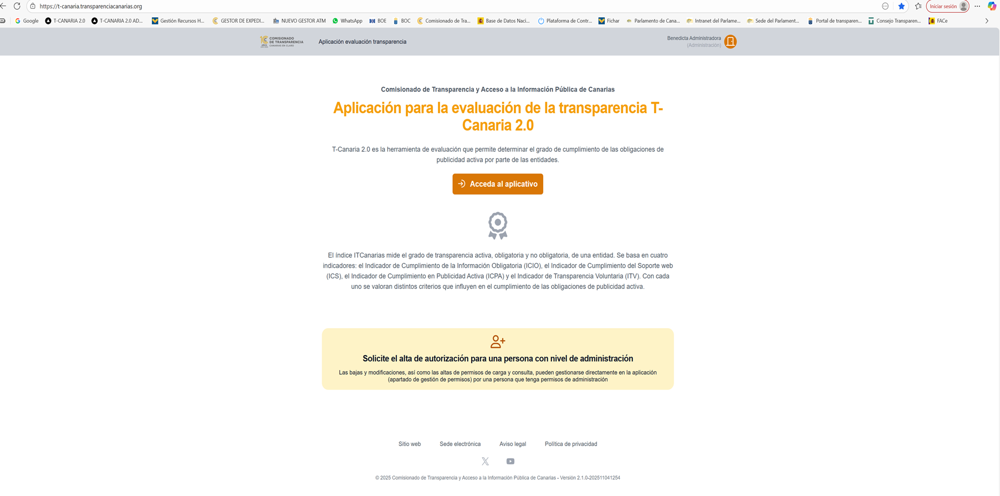 https://t-canaria.transparenciacanarias.org
Iniciar sesión
Google
T-CANARIA 2.0
T-CANARIA 2.0 AD...
Gestión Recursos H...
GESTOR DE EXPEDI...
NUEVO GESTOR ATM
WhatsApp
BOE
BOC
Comisionado de Tra...
Base de Datos Naci...
Plataforma de Contr...
Fichar
Parlamento de Cana...
Intranet del Parlame...
Sede del Parlament...
Portal de transparen...
Consejo Transparen...
FACe
COMISIONADO
DE TRANSPARENCIA
CANARIAS EN CLARO
Aplicación evaluación transparencia
Benedicta Administradora
(Administración)
Comisionado de Transparencia y Acceso a la Información Pública de Canarias
Aplicación para la evaluación de la transparencia T-
Canaria 2.0
T-Canaria 2.0 es la herramienta de evaluación que permite determinar el grado de cumplimiento de las obligaciones de
publicidad activa por parte de las entidades.
Acceda al aplicativo
El índice ITCanarias mide el grado de transparencia activa, obligatoria y no obligatoria, de una entidad. Se basa en cuatro
indicadores: el Indicador de Cumplimiento de la Información Obligatoria (ICIO), el Indicador de Cumplimiento del Soporte web
(ICS), el Indicador de Cumplimiento en Publicidad Activa (ICPA) y el Indicador de Transparencia Voluntaria (ITV). Con cada
uno se valoran distintos criterios que influyen en el cumplimiento de las obligaciones de publicidad activa.
Solicite el alta de autorización para una persona con nivel de administración
Las bajas y modificaciones, así como las altas de permisos de carga y consulta, pueden gestionarse directamente en la aplicación
(apartado de gestión de permisos) por una persona que tenga permisos de administración
Sitio web
Sede electrónica
Aviso legal
Política de privacidad
© 2025 Comisionado de Transparencia y Acceso a la Información Pública de Canarias - Versión 2.1.0-202511041254